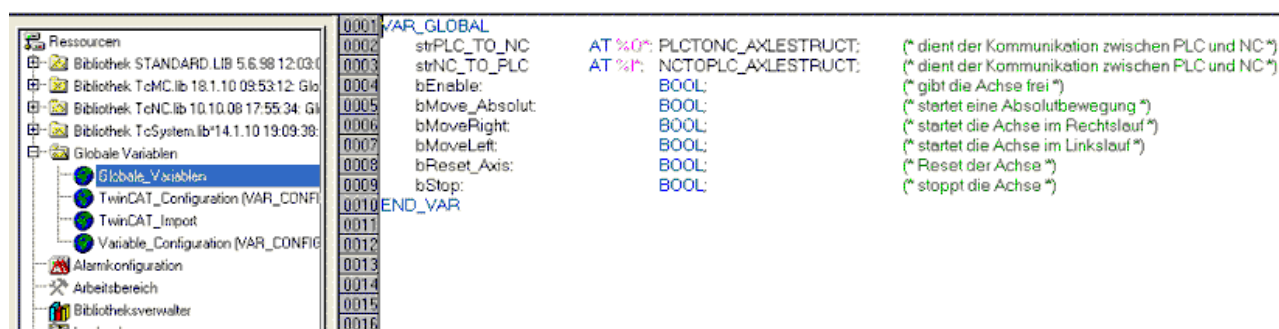 Ressourcen
Bibliothek STANDARD.LIB 5.6.98 12:03:0
Bibliothek TcMC.lib 18.1.10 09:53:12: Glo
Bibliothek TcNC.lib 10.10.08 17:55:34: Gl
Bibliothek TcSystem.lib*14.1.10 19:09:38:
Globale Variablen
Globale_Variablen
TwinCAT_Configuration (VAR_CONFI
TwinCAT_Import
Variable_Configuration (VAR_CONFIG
Alarmkonfiguration
Arbeitsbereich
Bibliotheksverwalter
0001 VAR_GLOBAL
0002 strPLC_TO_NC AT %Q*: PLCTONC_AXLESTRUCT; (* dient der Kommunikation zwischen PLC und NC *)
0003 strNC_TO_PLC AT %I*: NCTOPLC_AXLESTRUCT; (* dient der Kommunikation zwischen PLC und NC *)
0004 bEnable: BOOL; (* gibt die Achse frei *)
0005 bMove_Absolut: BOOL; (* startet eine Absolutbewegung *)
0006 bMoveRight: BOOL; (* startet die Achse im Rechtslauf *)
0007 bMoveLeft: BOOL; (* startet die Achse im Linkslauf *)
0008 bReset_Axis: BOOL; (* Reset der Achse *)
0009 bStop: BOOL; (* stoppt die Achse *)
0010 END_VAR
0011
0012
0013
0014
0015
0016